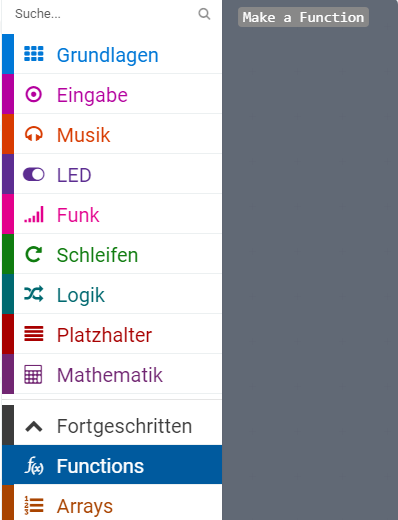 Suche...
Make a Function
Grundlagen
Eingabe
Musik
LED
Funk
Schleifen
Logik
Platzhalter
Mathematik
Fortgeschritten
f(x) Functions
Arrays